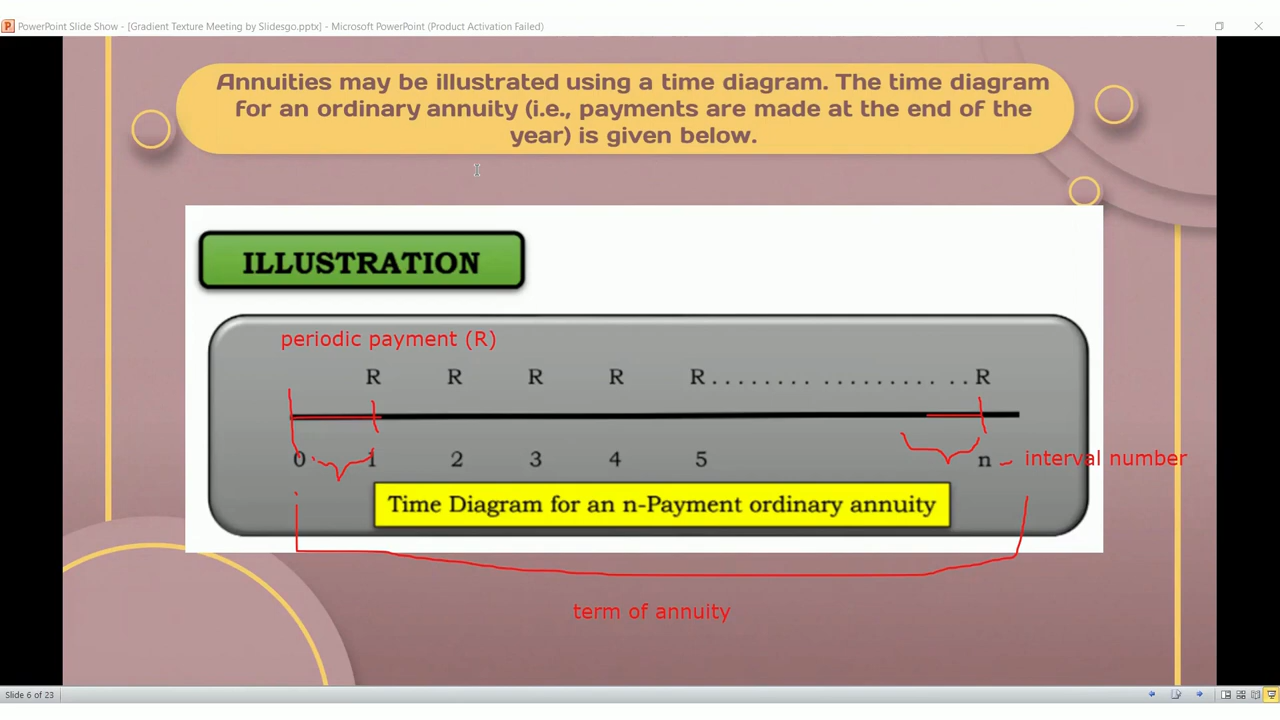 PowerPoint Slide Show - [Gradient Texture Meeting by Slidesgo.pptx] - Microsoft PowerPoint (Product Activation Failed)
Annuities may be illustrated using a time diagram. The time diagram
for an ordinary annuity (i.e., payments are made at the end of the
year) is given below.
ILLUSTRATION
periodic payment (R)
R R R R R. . . . . . . . . . . . . . . . . . . . R
0 1 2 3 4 5 n interval number
Time Diagram for an n-Payment ordinary annuity
term of annuity
Slide 6 of 23